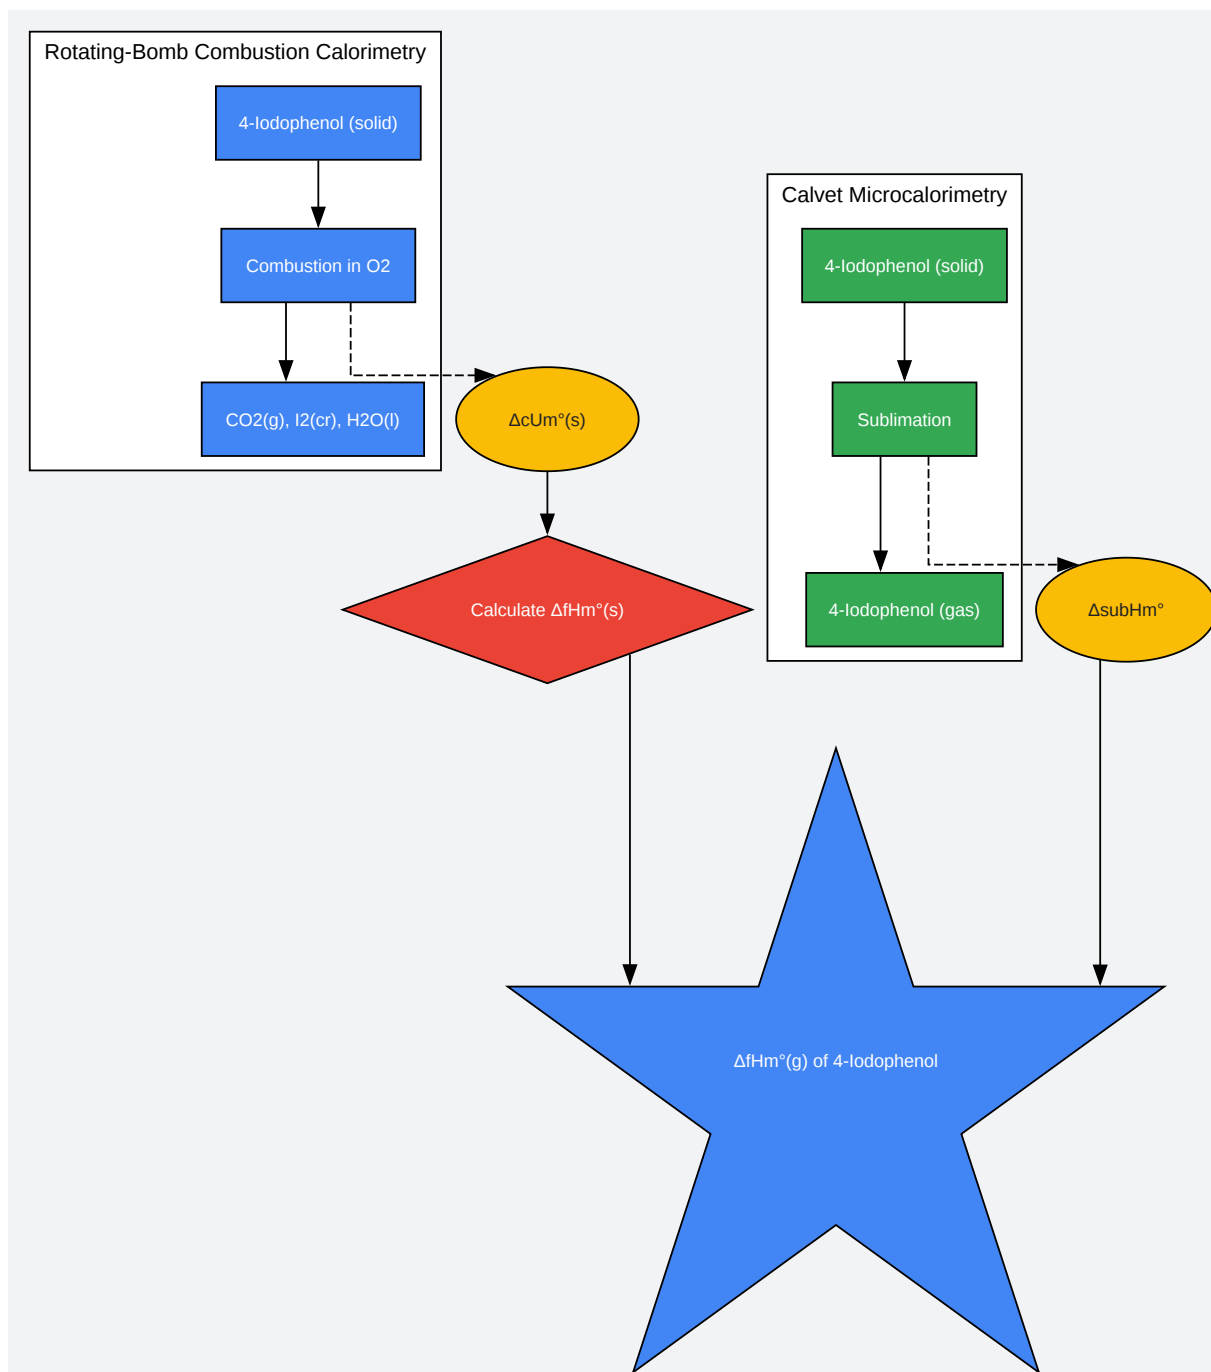 Rotating-Bomb Combustion Calorimetry
4-Iodophenol (solid)
Combustion in O2
CO2(g), I2(cr), H2O(l)
ΔcUm°(s)
Calculate ΔfHm°(s)
Calvet Microcalorimetry
4-Iodophenol (solid)
Sublimation
4-Iodophenol (gas)
ΔsubHm°
ΔfHm°(g) of 4-Iodophenol